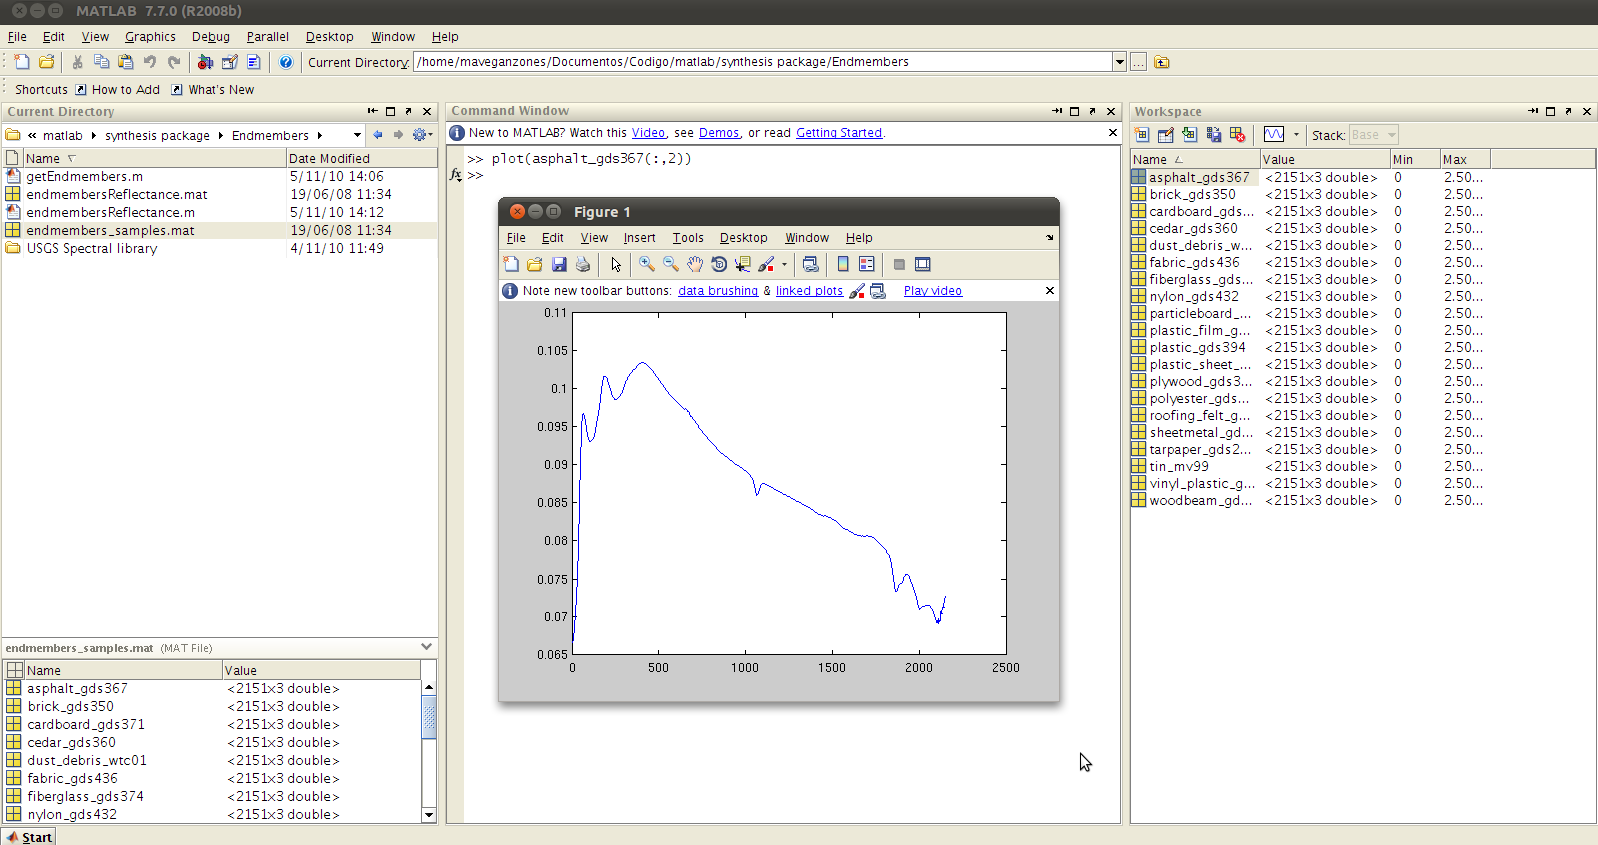 MATLAB 7.7.0 (R2008b)
File Edit View Graphics Debug Parallel Desktop Window Help
Current Directory: /home/maveganzones/Documentos/Codigo/matlab/synthesis package/Endmembers
Shortcuts How to Add What's New
Current Directory
« matlab synthesis package Endmembers
Name Date Modified
getEndmembers.m 5/11/10 14:06
endmembersReflectance.mat 19/06/08 11:34
endmembersReflectance.m 5/11/10 14:12
endmembers_samples.mat 19/06/08 11:34
USGS Spectral library 4/11/10 11:49
endmembers_samples.mat (MAT File)
Name Value
asphalt_gds367 <2151x3 double>
brick_gds350 <2151x3 double>
cardboard_gds371 <2151x3 double>
cedar_gds360 <2151x3 double>
dust_debris_wtc01 <2151x3 double>
fabric_gds436 <2151x3 double>
fiberglass_gds374 <2151x3 double>
nylon_gds432 <2151x3 double>
Start
Command Window
New to MATLAB? Watch this Video, see Demos, or read Getting Started.
>> plot(asphalt_gds367(:,2))
>>
fx
Figure 1
File Edit View Insert Tools Desktop Window Help
Note new toolbar buttons: data brushing & linked plots Play video
0.11
0.105
0.1
0.095
0.09
0.085
0.08
0.075
0.07
0.065
0 500 1000 1500 2000 2500
Workspace
Stack: Base
Name Value Min Max
asphalt_gds367 <2151x3 double> 0 2.50...
brick_gds350 <2151x3 double> 0 2.50...
cardboard_gds... <2151x3 double> 0 2.50...
cedar_gds360 <2151x3 double> 0 2.50...
dust_debris_w... <2151x3 double> 0 2.50...
fabric_gds436 <2151x3 double> 0 2.50...
fiberglass_gds... <2151x3 double> 0 2.50...
nylon_gds432 <2151x3 double> 0 2.50...
particleboard_... <2151x3 double> 0 2.50...
plastic_film_g... <2151x3 double> 0 2.50...
plastic_gds394 <2151x3 double> 0 2.50...
plastic_sheet_... <2151x3 double> 0 2.50...
plywood_gds3... <2151x3 double> 0 2.50...
polyester_gds... <2151x3 double> 0 2.50...
roofing_felt_g... <2151x3 double> 0 2.50...
sheetmetal_gd... <2151x3 double> 0 2.50...
tarpaper_gds2... <2151x3 double> 0 2.50...
tin_mv99 <2151x3 double> 0 2.50...
vinyl_plastic_g... <2151x3 double> 0 2.50...
woodbeam_gd... <2151x3 double> 0 2.50...